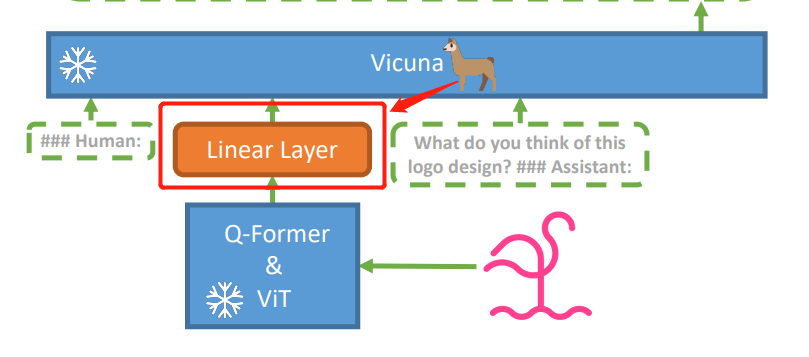 Vicuna
### Human:
Linear Layer
What do you think of this
logo design? ### Assistant:
Q-Former
&
ViT